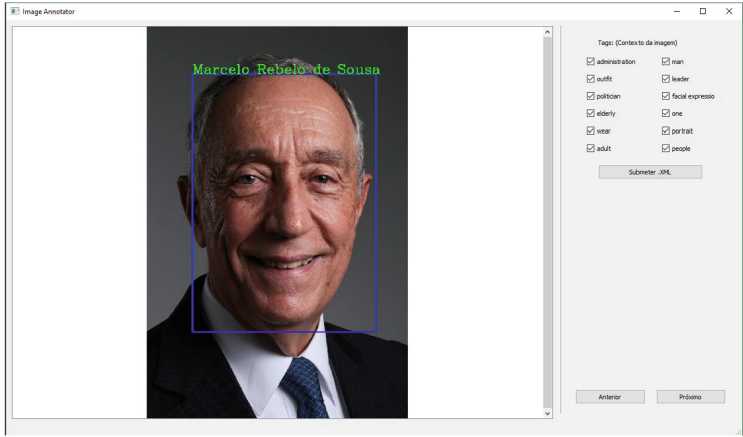 Image Annotator
Marcelo Rebelo de Sousa
Tags: (Contexto da imagem)
administration
man
outfit
leader
politician
facial expressio
elderly
one
wear
portrait
adult
people
Submeter .XML
Anterior
Próximo